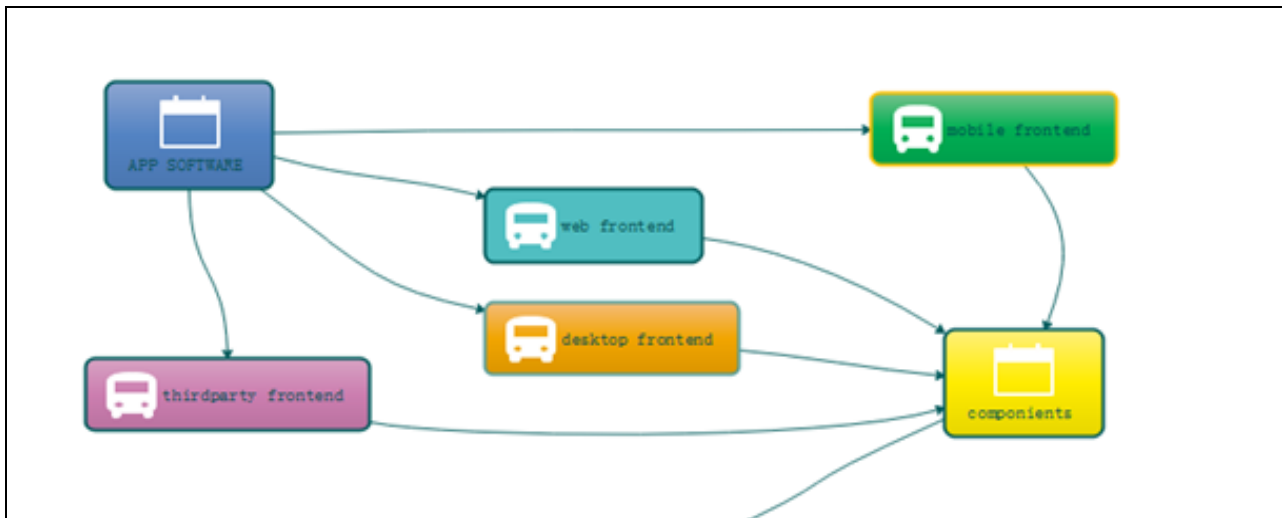 APP SOFTWARE
mobile frontend
web frontend
desktop frontend
thirdparty frontend
componients